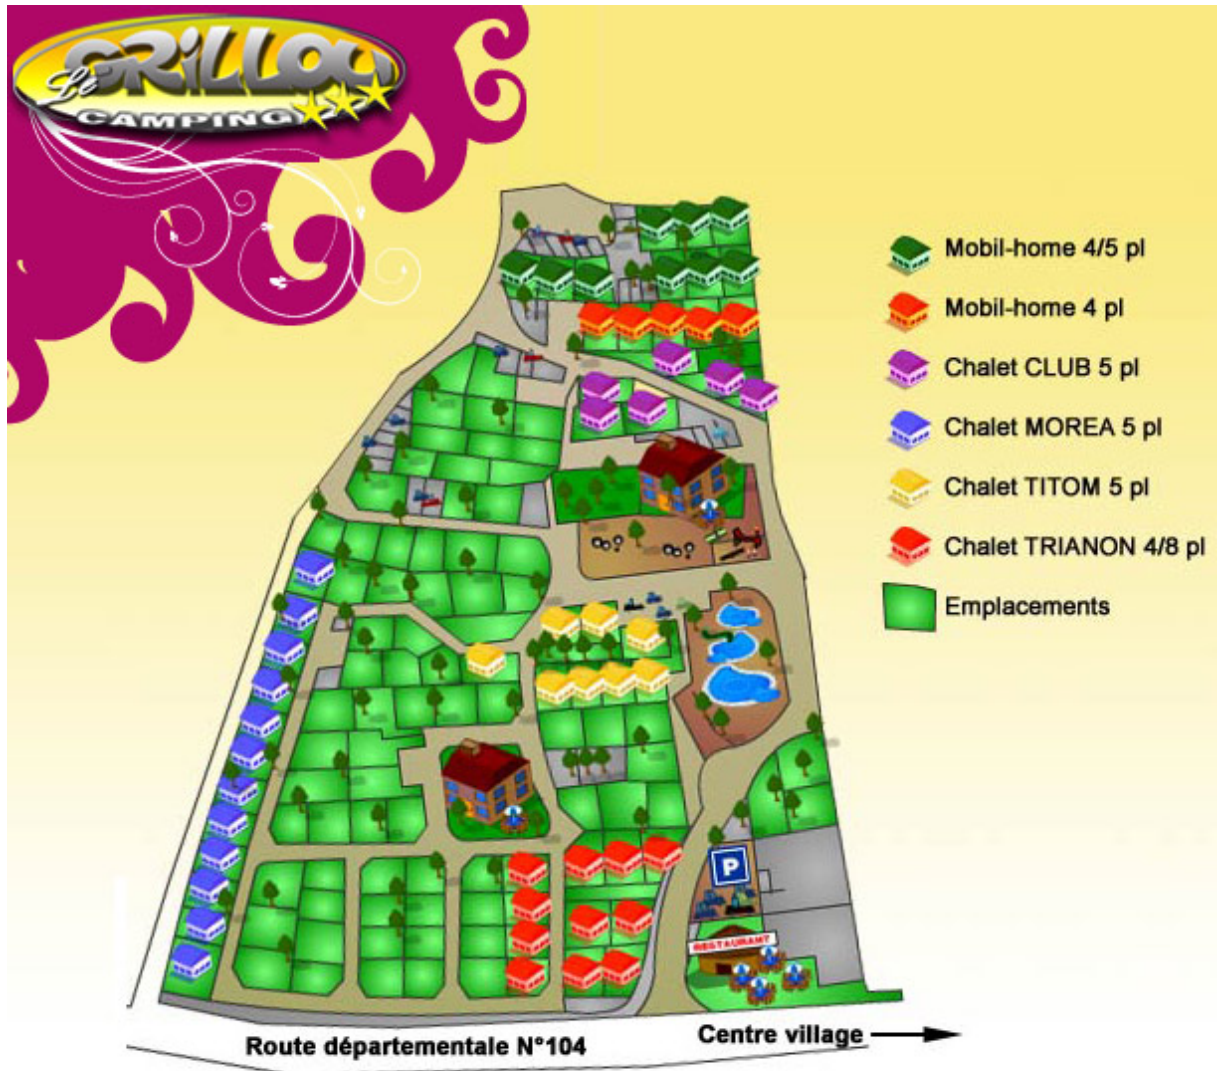 Le GRiLLOU
CAMPING
Mobil-home 4/5 pl
Mobil-home 4 pl
Chalet CLUB 5 pl
Chalet MOREA 5 pl
Chalet TITOM 5 pl
Chalet TRIANON 4/8 pl
Emplacements
P
RESTAURANT
Route départementale N°104
Centre village